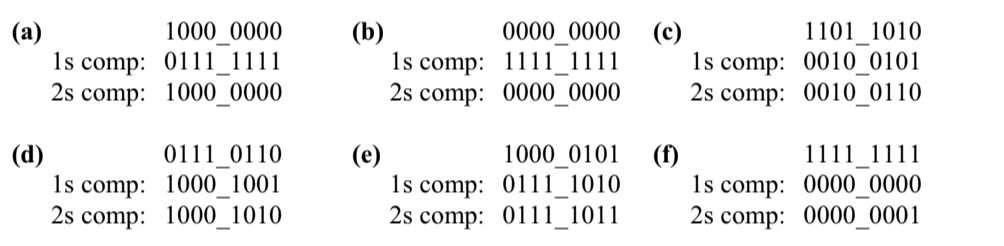 (a) 1000_0000 (b) 0000_0000 (c) 1101_1010
1s comp: 0111_1111 1s comp: 1111_1111 1s comp: 0010_0101
2s comp: 1000_0000 2s comp: 0000_0000 2s comp: 0010_0110
(d) 0111_0110 (e) 1000_0101 (f) 1111_1111
1s comp: 1000_1001 1s comp: 0111_1010 1s comp: 0000_0000
2s comp: 1000_1010 2s comp: 0111_1011 2s comp: 0000_0001